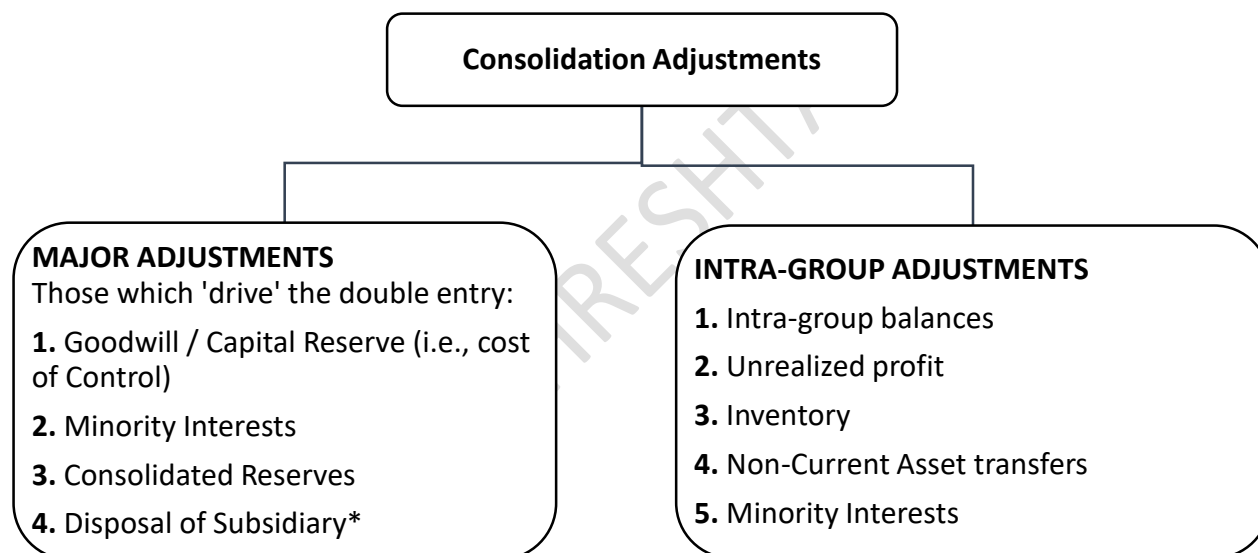 Consolidation Adjustments
MAJOR ADJUSTMENTS
Those which 'drive' the double entry:
1. Goodwill / Capital Reserve (i.e., cost
of Control)
2. Minority Interests
3. Consolidated Reserves
4. Disposal of Subsidiary*
INTRA-GROUP ADJUSTMENTS
1. Intra-group balances
2. Unrealized profit
3. Inventory
4. Non-Current Asset transfers
5. Minority Interests